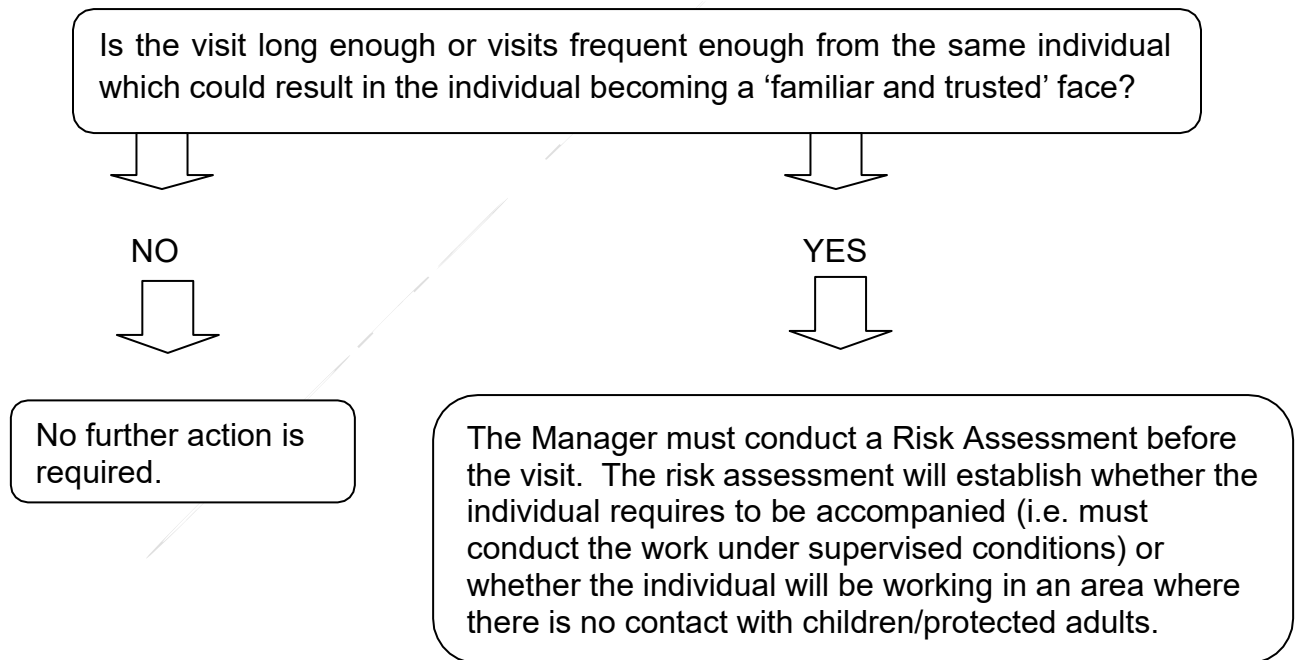 Is the visit long enough or visits frequent enough from the same individual
which could result in the individual becoming a ‘familiar and trusted’ face?
NO
YES
No further action is
required.
The Manager must conduct a Risk Assessment before
the visit.  The risk assessment will establish whether the
individual requires to be accompanied (i.e. must
conduct the work under supervised conditions) or
whether the individual will be working in an area where
there is no contact with children/protected adults.